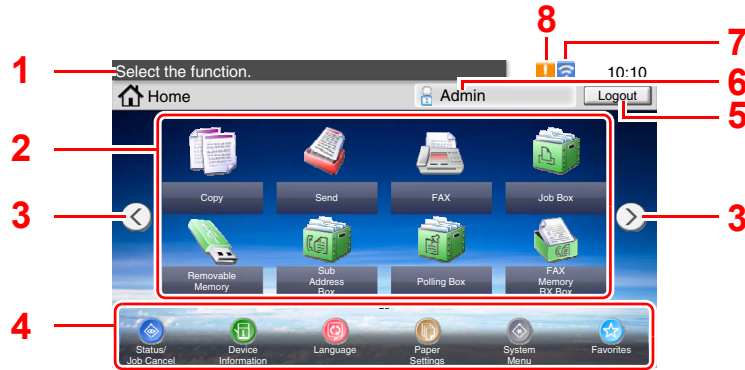 8
7
1
Select the function.
10:10
6
Home
Admin
Logout
5
2
Copy
Send
FAX
Job Box
3
3
Removable
Memory
Sub
Address
Box
Polling Box
FAX
Memory
RX Box
4
Status/
Job Cancel
Device
Information
Language
Paper
Settings
System
Menu
Favorites